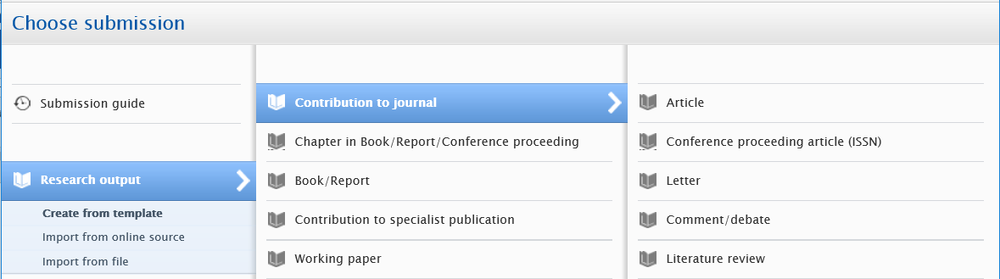 Choose submission
Submission guide
Research output
Create from template
Import from online source
Import from file
Contribution to journal
Chapter in Book/Report/Conference proceeding
Book/Report
Contribution to specialist publication
Working paper
Article
Conference proceeding article (ISSN)
Letter
Comment/debate
Literature review